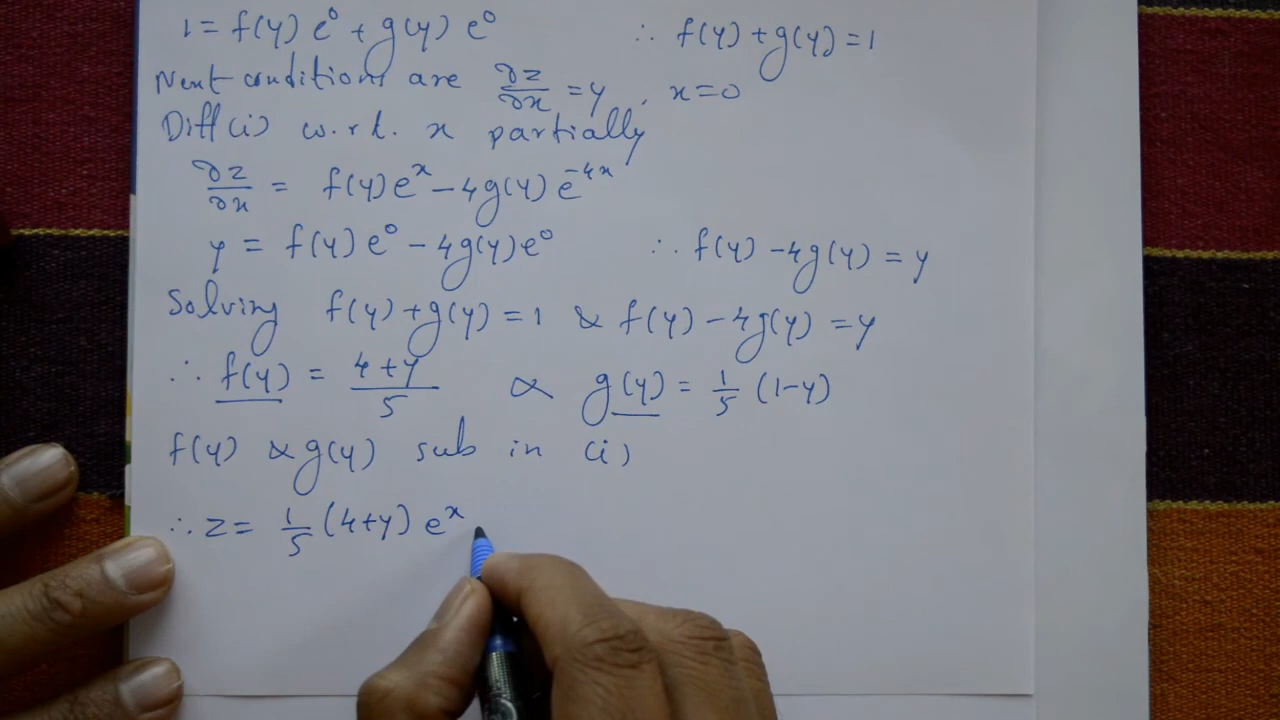 1 = f(y) e⁰ + g(y) e⁰ ∴ f(y) + g(y) = 1
Next conditions are ∂z/∂x = y , x = 0
Diff (i) w.r.t. x partially
∂z/∂x = f(y)eˣ − 4g(y) e⁻⁴ˣ
y = f(y) e⁰ − 4g(y)e⁰ ∴ f(y) − 4g(y) = y
Solving f(y) + g(y) = 1 & f(y) − 4g(y) = y
∴ f(y) = (4+y)/5 & g(y) = 1/5 (1−y)
f(y) & g(y) sub in (i)
∴ z = 1/5 (4+y) eˣ